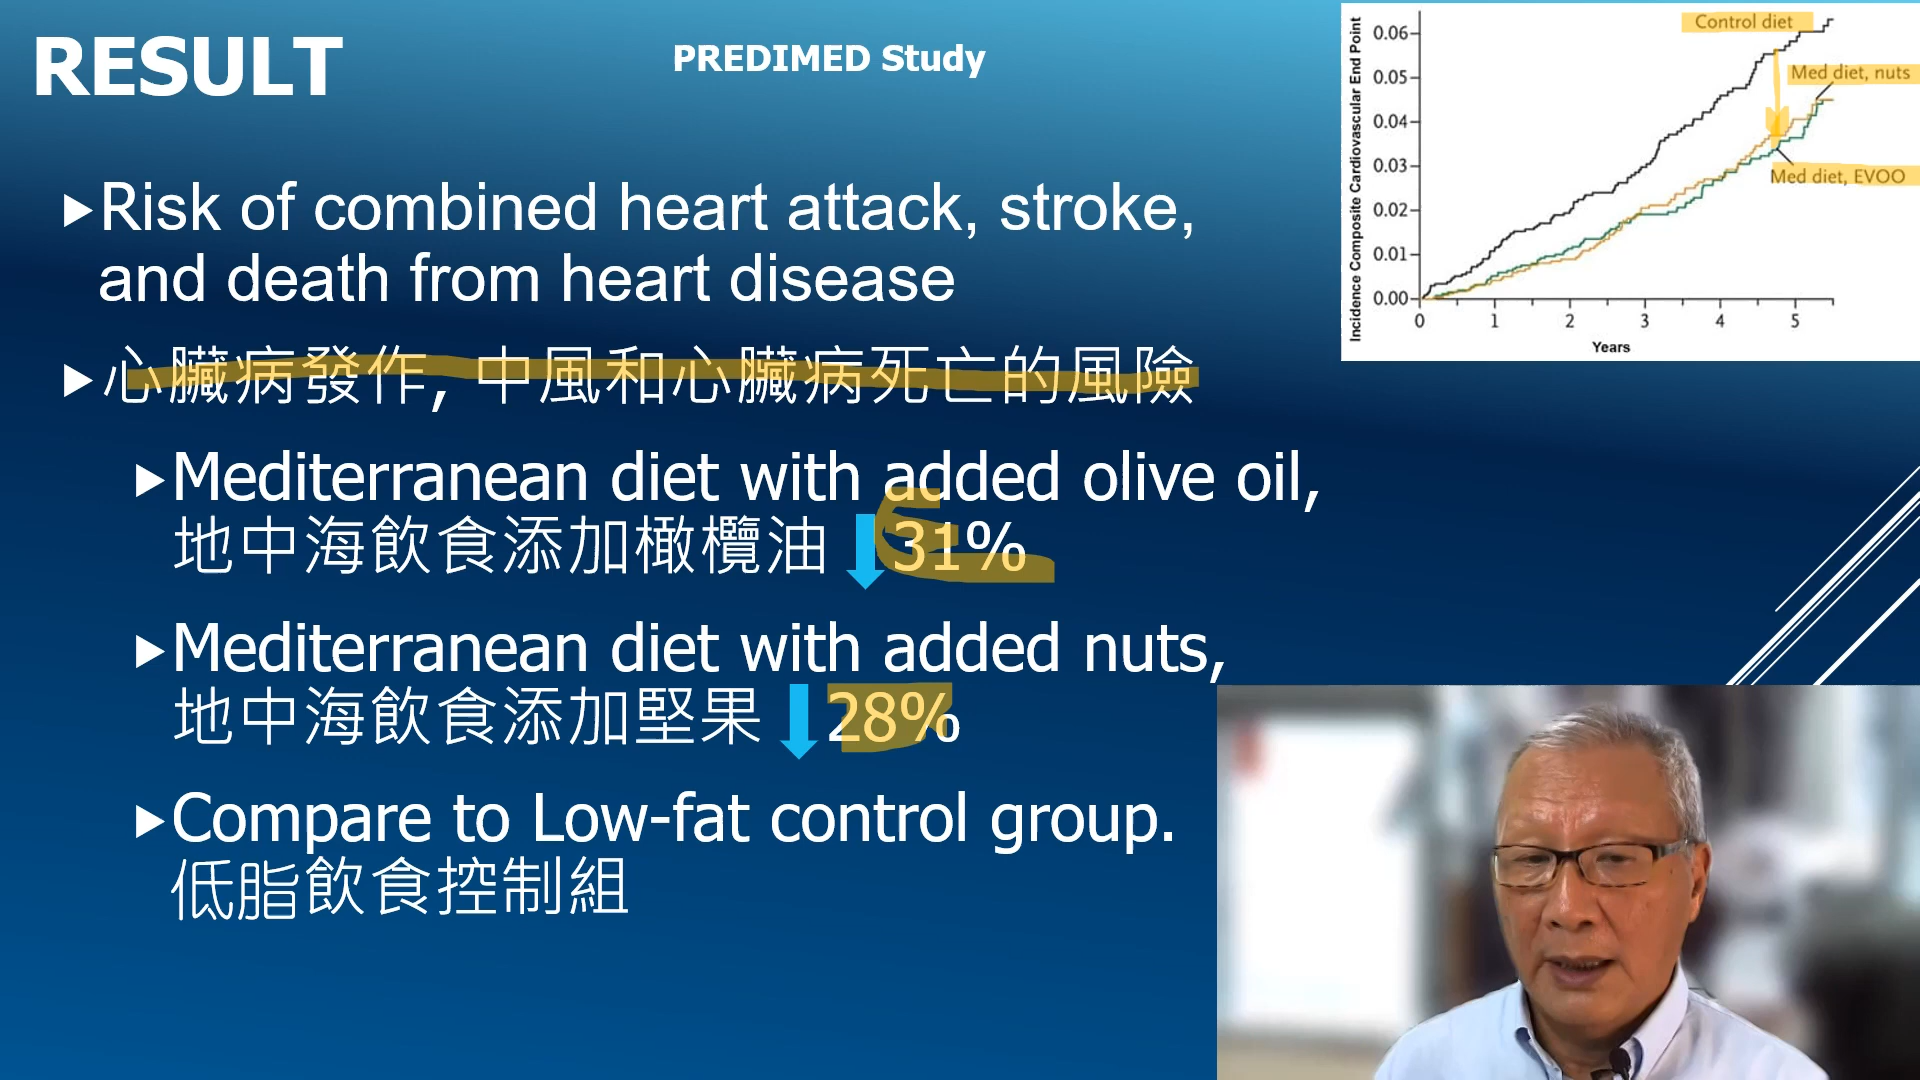 RESULT
PREDIMED Study
Risk of combined heart attack, stroke,
and death from heart disease
心臟病發作, 中風和心臟病死亡的風險
Mediterranean diet with added olive oil,
地中海飲食添加橄欖油 31%
Mediterranean diet with added nuts,
地中海飲食添加堅果 28%
Compare to Low-fat control group.
低脂飲食控制組
Incidence Composite Cardiovascular End Point
0.06
0.05
0.04
0.03
0.02
0.01
0.00
Control diet
Med diet, nuts
Med diet, EVOO
0 1 2 3 4 5
Years